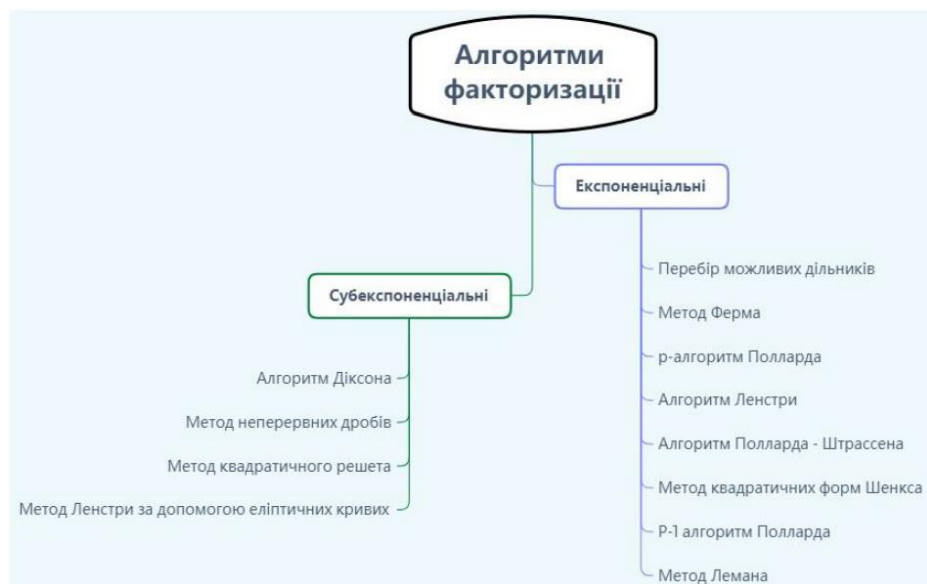 Алгоритми
факторизації
Експоненціальні
Перебір можливих дільників
Метод Ферма
p-алгоритм Полларда
Алгоритм Ленстри
Алгоритм Полларда - Штрассена
Метод квадратичних форм Шенкса
P-1 алгоритм Полларда
Метод Лемана
Субекспоненціальні
Алгоритм Діксона
Метод неперервних дробів
Метод квадратичного решета
Метод Ленстри за допомогою еліптичних кривих